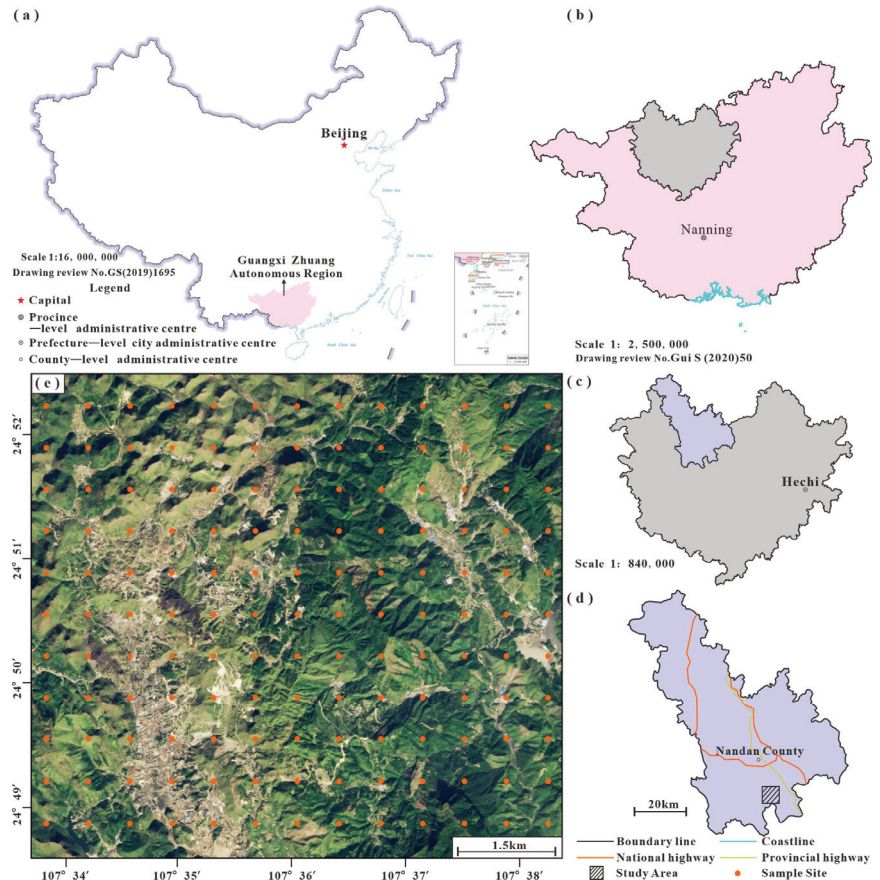 ( a )
Beijing
Scale 1:16, 000, 000
Drawing review No.GS(2019)1695
Guangxi Zhuang
Autonomous Region
Legend
Capital
Province
—level administrative centre
Prefecture—level city administrative centre
County—level administrative centre
( b )
Nanning
Scale 1: 2, 500, 000
Drawing review No.Gui S (2020)50
( c )
Hechi
Scale 1: 840, 000
( d )
Nandan County
20km
Boundary line
Coastline
National highway
Provincial highway
Study Area
Sample Site
( e )
24° 52′
24° 51′
24° 50′
24° 49′
1.5km
107° 34′
107° 35′
107° 36′
107° 37′
107° 38′